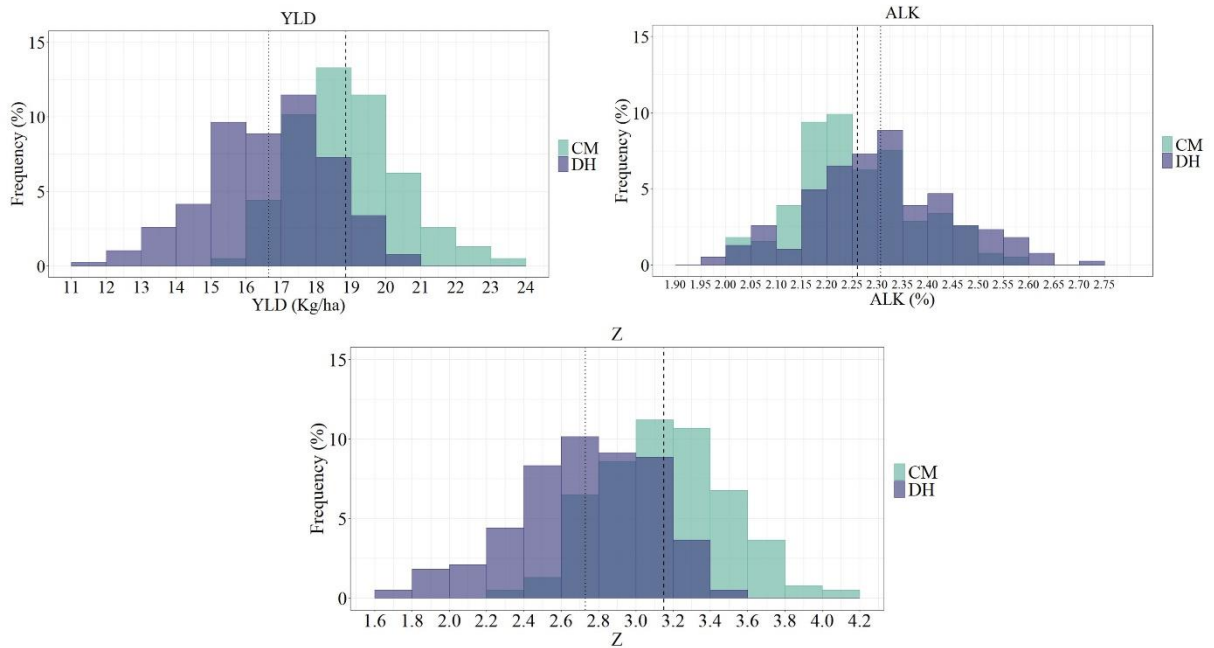 YLD
15
10
5
0
Frequency (%)
11 12 13 14 15 16 17 18 19 20 21 22 23 24
YLD (Kg/ha)
CM
DH
ALK
15
10
5
0
Frequency (%)
1.90 1.95 2.00 2.05 2.10 2.15 2.20 2.25 2.30 2.35 2.40 2.45 2.50 2.55 2.60 2.65 2.70 2.75
ALK (%)
CM
DH
Z
15
10
5
0
Frequency (%)
1.6 1.8 2.0 2.2 2.4 2.6 2.8 3.0 3.2 3.4 3.6 3.8 4.0 4.2
Z
CM
DH